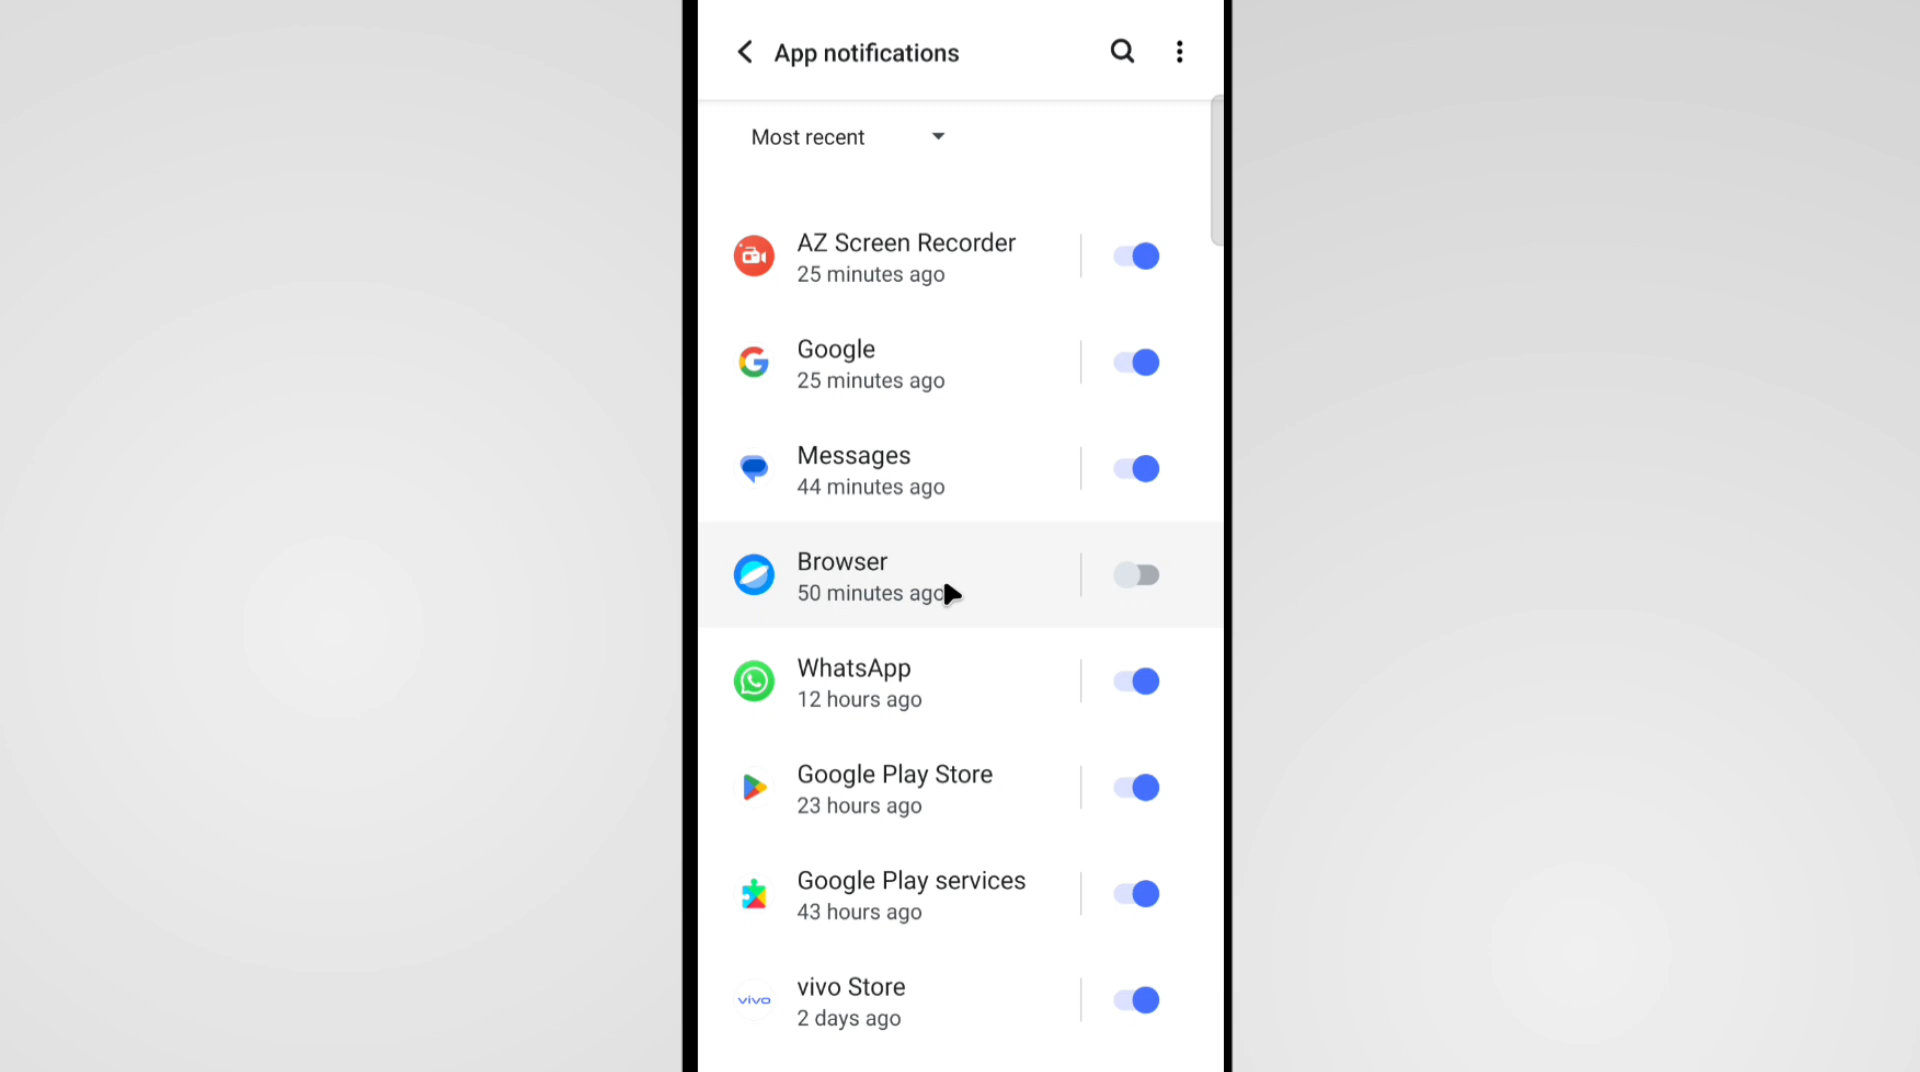 App notifications
Most recent
AZ Screen Recorder
25 minutes ago
Google
25 minutes ago
Messages
44 minutes ago
Browser
50 minutes ago
WhatsApp
12 hours ago
Google Play Store
23 hours ago
Google Play services
43 hours ago
vivo
vivo Store
2 days ago